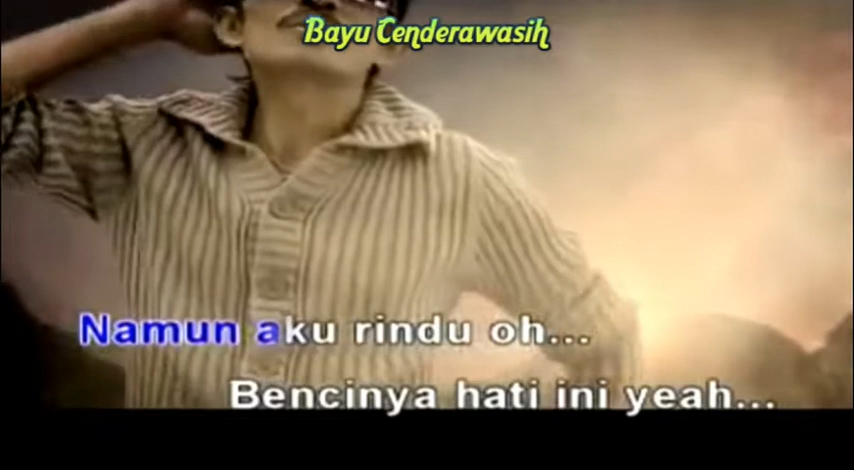 Bayu Cenderawasih
Namun aku rindu oh...
Bencinya hati ini yeah...